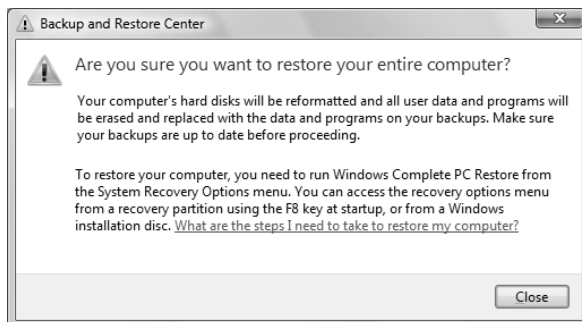 Backup and Restore Center
Are you sure you want to restore your entire computer?
Your computer's hard disks will be reformatted and all user data and programs will
be erased and replaced with the data and programs on your backups. Make sure
your backups are up to date before proceeding.
To restore your computer, you need to run Windows Complete PC Restore from
the System Recovery Options menu. You can access the recovery options menu
from a recovery partition using the F8 key at startup, or from a Windows
installation disc. What are the steps I need to take to restore my computer?
Close